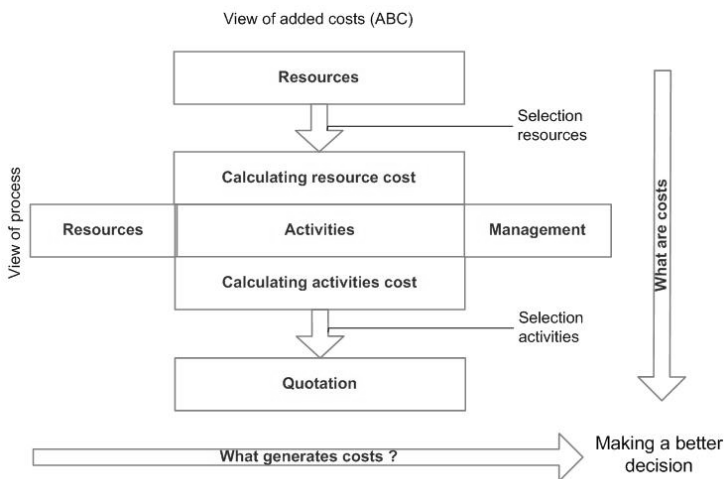 View of added costs (ABC)
Resources
Selection
resources
Calculating resource cost
View of process
Resources
Activities
Management
What are costs
Calculating activities cost
Selection
activities
Quotation
What generates costs ?
Making a better
decision